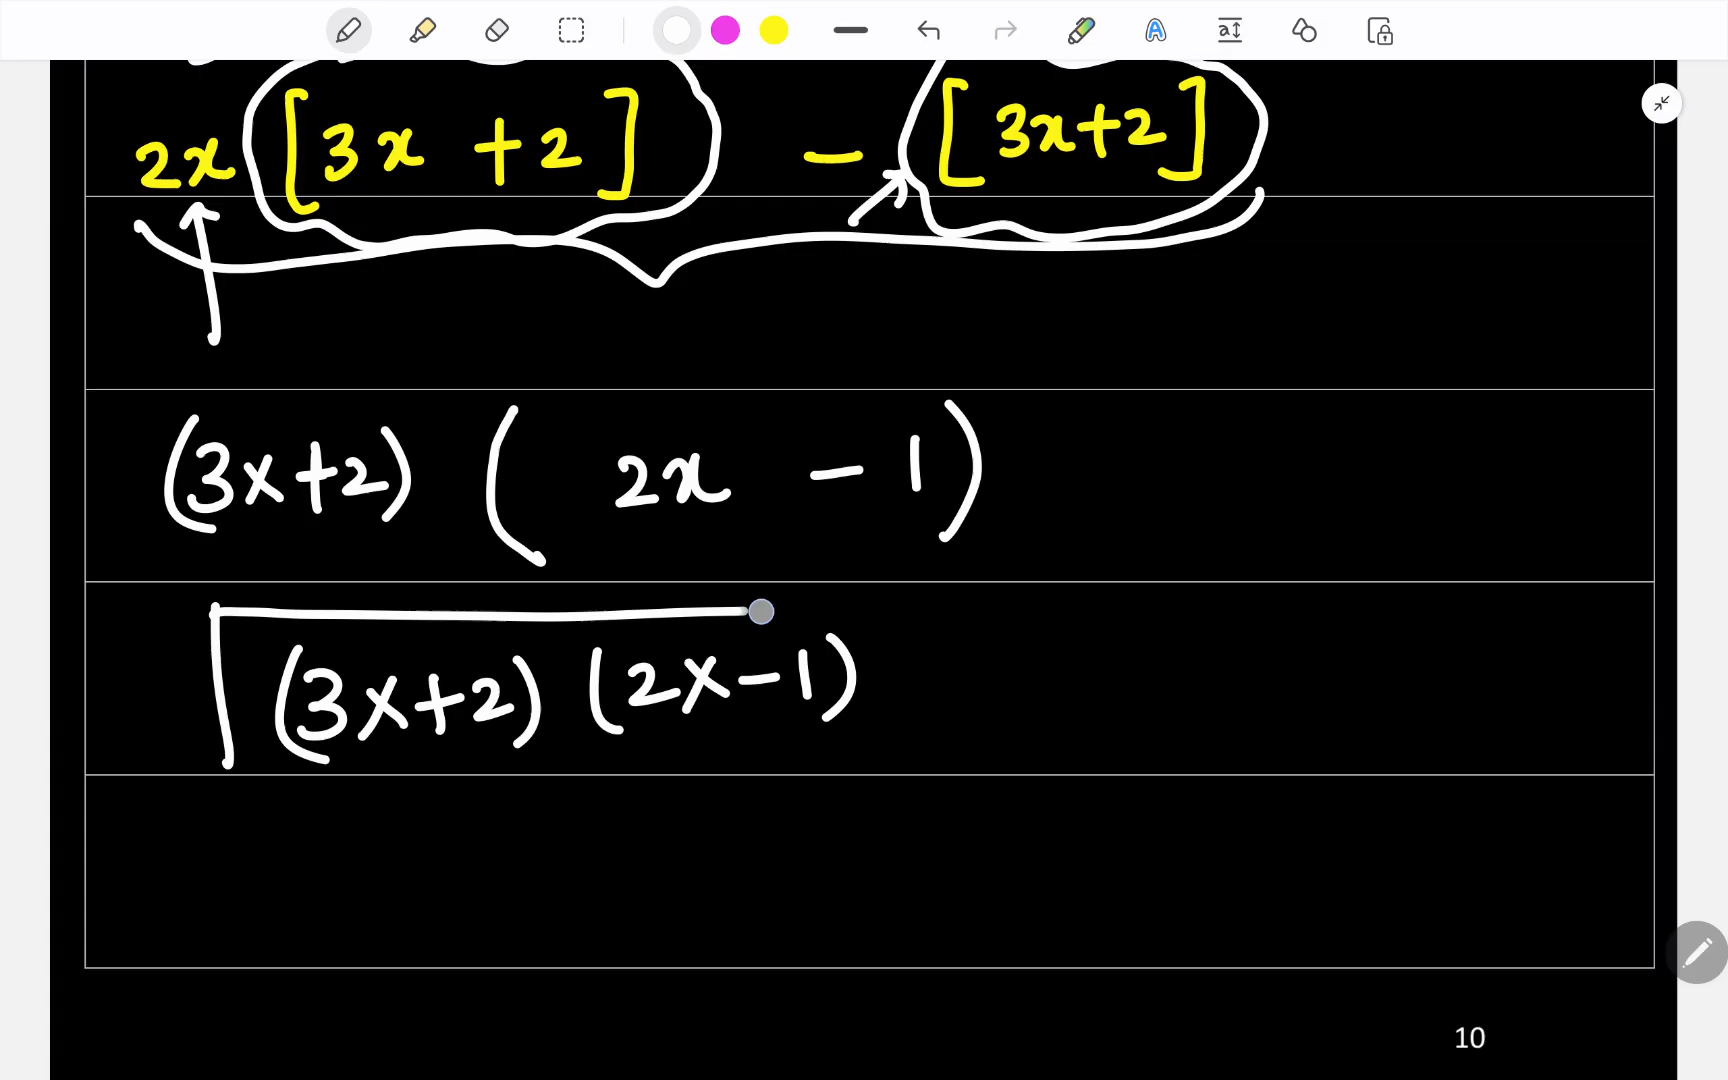 2x [3x +2] - [3x+2]
(3x+2) ( 2x - 1)
(3x+2) (2x-1)
10